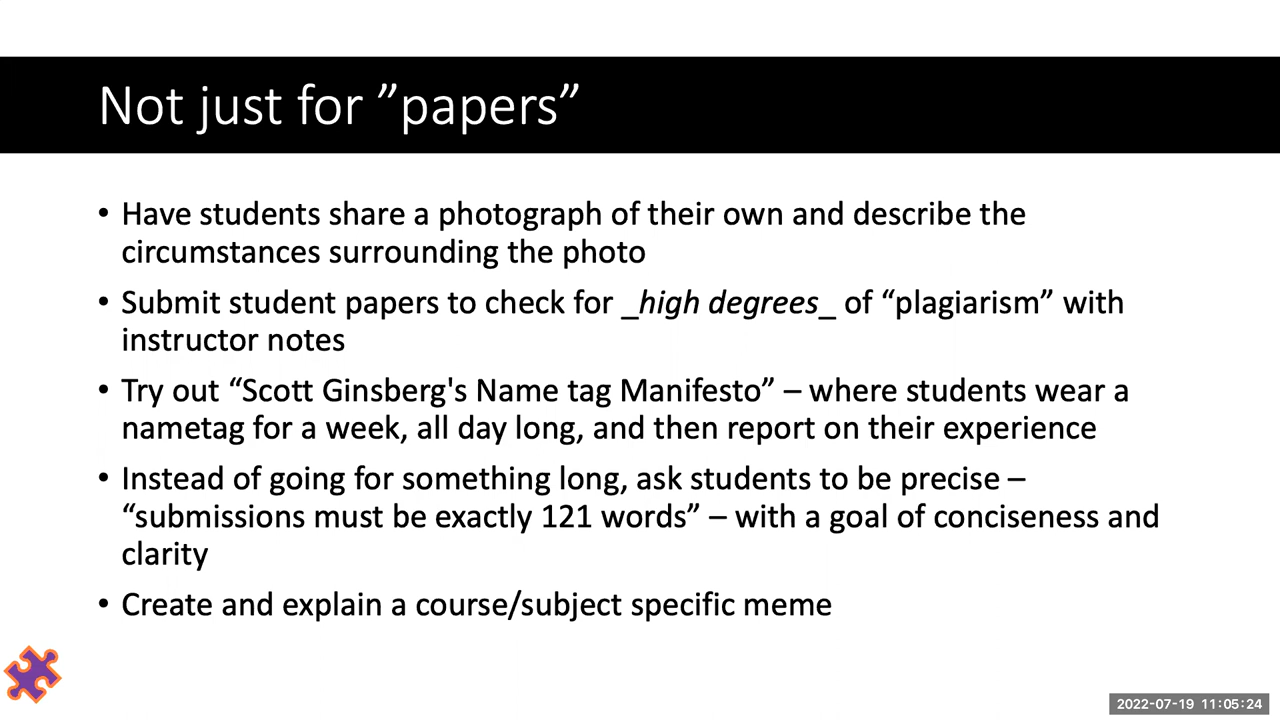 Not just for ”papers”
• Have students share a photograph of their own and describe the
circumstances surrounding the photo
• Submit student papers to check for _high degrees_ of “plagiarism” with
instructor notes
• Try out “Scott Ginsberg's Name tag Manifesto” – where students wear a
nametag for a week, all day long, and then report on their experience
• Instead of going for something long, ask students to be precise –
“submissions must be exactly 121 words” – with a goal of conciseness and
clarity
• Create and explain a course/subject specific meme
2022-07-19 11:05:24